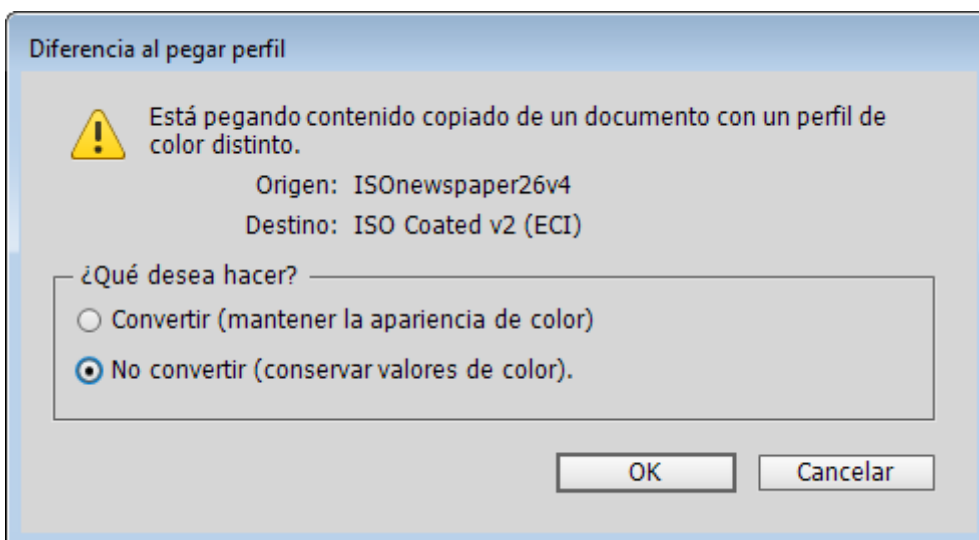 Diferencia al pegar perfil
Está pegando contenido copiado de un documento con un perfil de
color distinto.
Origen: ISOnewspaper26v4
Destino: ISO Coated v2 (ECI)
¿Qué desea hacer?
Convertir (mantener la apariencia de color)
No convertir (conservar valores de color).
OK Cancelar